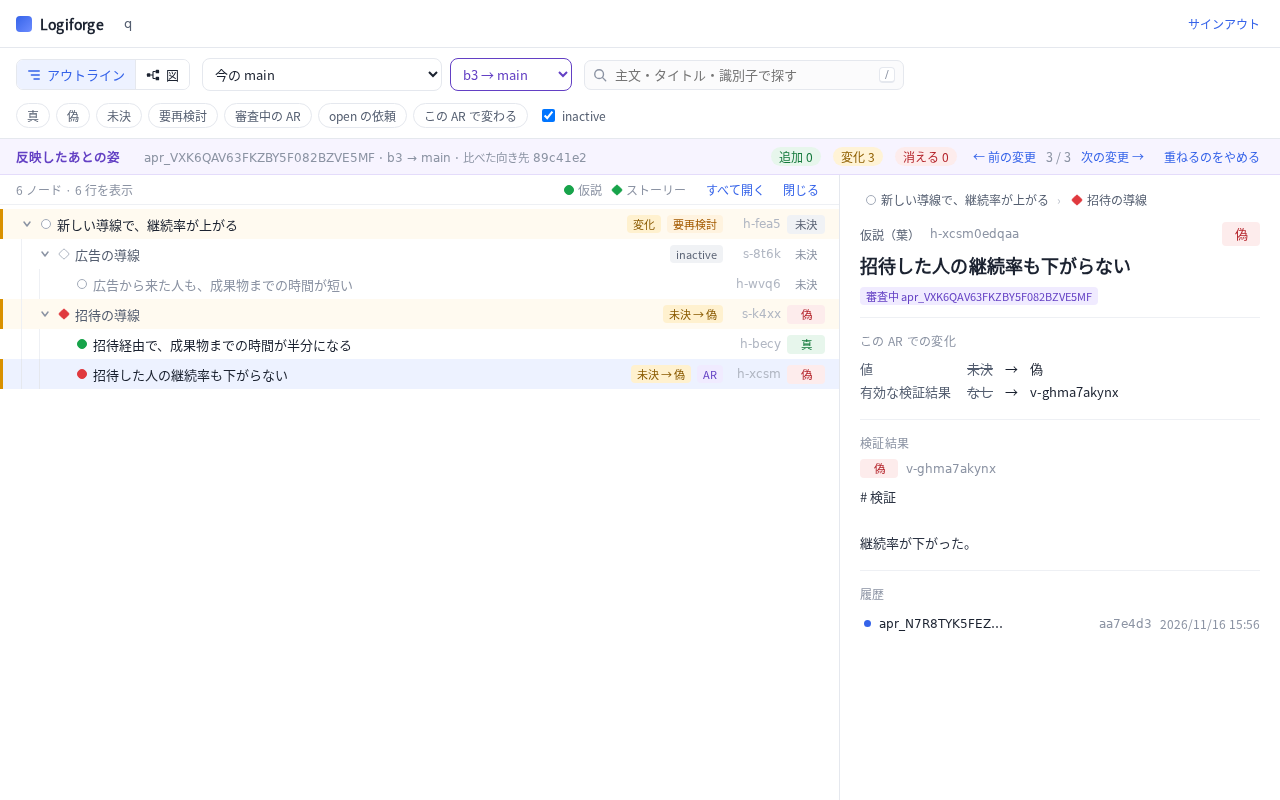 Logiforge q サインアウト
アウトライン 図 今の main b3 → main 主文・タイトル・識別子で探す /
真 偽 未決 要再検討 審査中の AR open の依頼 この AR で変わる inactive
反映したあとの姿 apr_VXK6QAV63FKZBY5F082BZVE5MF · b3 → main · 比べた向き先 89c41e2 追加 0 変化 3 消える 0 ← 前の変更 3 / 3 次の変更 → 重ねるのをやめる
6 ノード · 6 行を表示 仮説 ストーリー すべて開く 閉じる
新しい導線で、継続率が上がる 変化 要再検討 h-fea5 未決
広告の導線 inactive s-8t6k 未決
広告から来た人も、成果物までの時間が短い h-wvq6 未決
招待の導線 未決 → 偽 s-k4xx 偽
招待経由で、成果物までの時間が半分になる h-becy 真
招待した人の継続率も下がらない 未決 → 偽 AR h-xcsm 偽
新しい導線で、継続率が上がる › 招待の導線
仮説（葉） h-xcsm0edqaa 偽
招待した人の継続率も下がらない
審査中 apr_VXK6QAV63FKZBY5F082BZVE5MF
この AR での変化
値 未決 → 偽
有効な検証結果 なし → v-ghma7akynx
検証結果
偽 v-ghma7akynx
# 検証
継続率が下がった。
履歴
apr_N7R8TYK5FEZ… aa7e4d3 2026/11/16 15:56